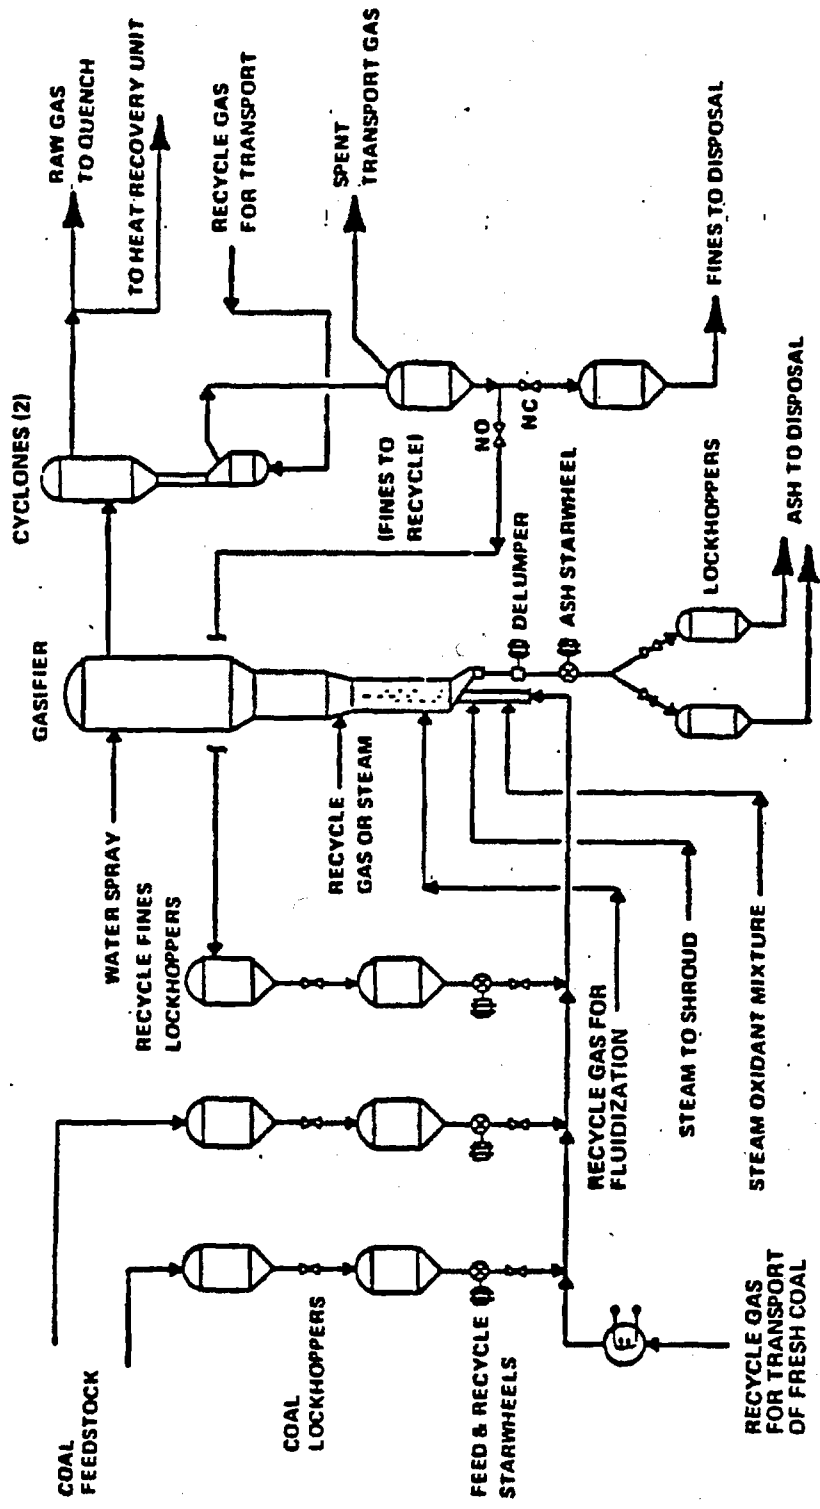 COAL
FEEDSTOCK
COAL
LOCKHOPPERS
FEED & RECYCLE
STARWHEELS
RECYCLE GAS
FOR TRANSPORT
OF FRESH COAL
WATER SPRAY
RECYCLE FINES
LOCKHOPPERS
RECYCLE
GAS OR STEAM
RECYCLE GAS FOR
FLUIDIZATION
STEAM TO SHROUD
STEAM OXIDANT MIXTURE
GASIFIER
CYCLONES (2)
RAW GAS
TO QUENCH
TO HEAT RECOVERY UNIT
RECYCLE GAS
FOR TRANSPORT
SPENT
TRANSPORT GAS
(FINES TO
RECYCLE)
NO
NC
DELUMPER
ASH STARWHEEL
LOCKHOPPERS
FINES TO DISPOSAL
ASH TO DISPOSAL